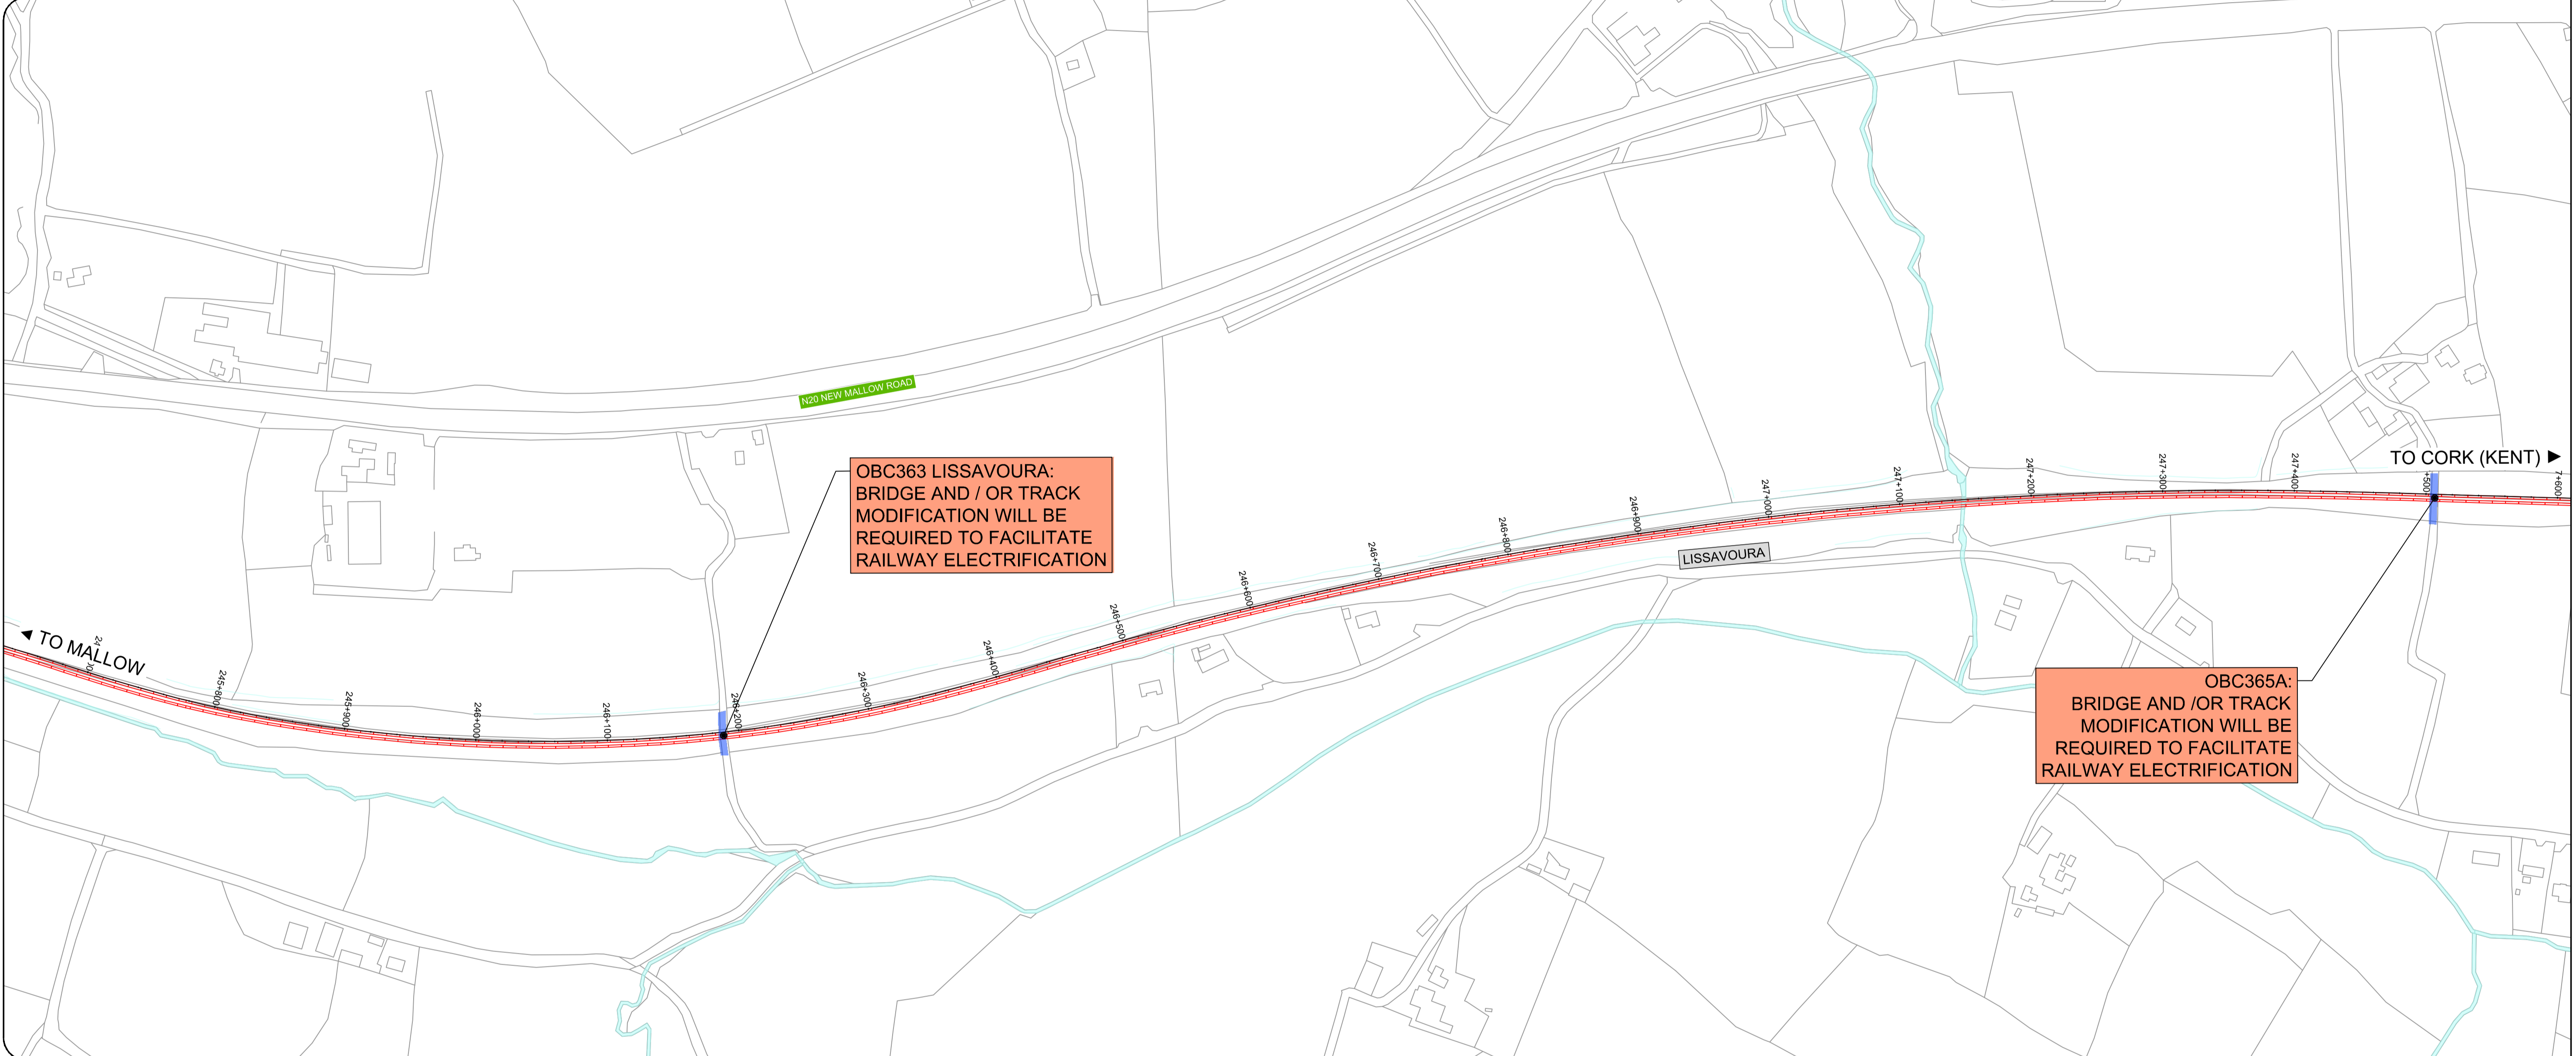 N20 NEW MALLOW ROAD
OBC363 LISSAVOURA:
BRIDGE AND / OR TRACK
MODIFICATION WILL BE
REQUIRED TO FACILITATE
RAILWAY ELECTRIFICATION
TO CORK (KENT) ►
◄ TO MALLOW
245+800
245+900
246+000
246+100
246+200
246+300
246+400
246+500
246+600
246+700
246+800
246+900
247+000
247+100
247+200
247+300
247+400
+500
7+600
LISSAVOURA
OBC365A:
BRIDGE AND /OR TRACK
MODIFICATION WILL BE
REQUIRED TO FACILITATE
RAILWAY ELECTRIFICATION